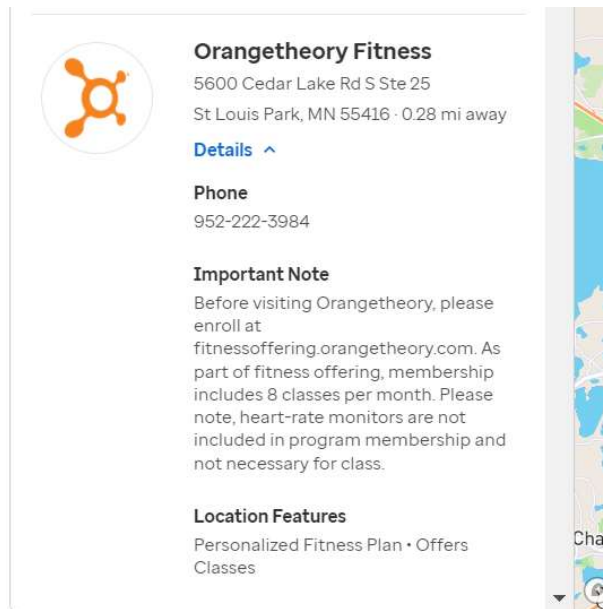 Orangetheory Fitness
5600 Cedar Lake Rd S Ste 25
St Louis Park, MN 55416 · 0.28 mi away
Details
Phone
952-222-3984
Important Note
Before visiting Orangetheory, please
enroll at
fitnessoffering.orangetheory.com. As
part of fitness offering, membership
includes 8 classes per month. Please
note, heart-rate monitors are not
included in program membership and
not necessary for class.
Location Features
Personalized Fitness Plan • Offers
Classes
Cha